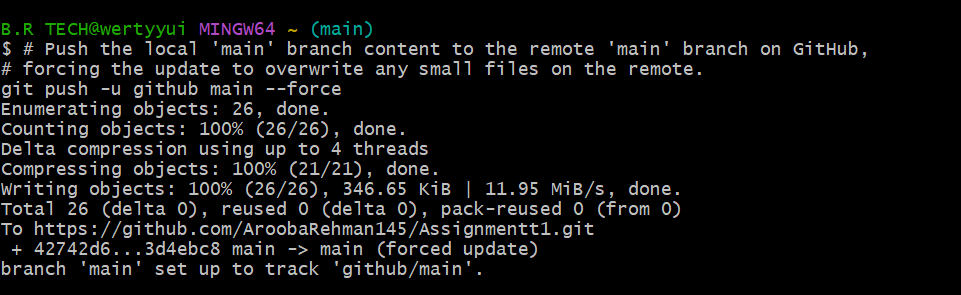 B.R TECH@wertyyui MINGW64 ~ (main)
$ # Push the local 'main' branch content to the remote 'main' branch on GitHub,
# forcing the update to overwrite any small files on the remote.
git push -u github main --force
Enumerating objects: 26, done.
Counting objects: 100% (26/26), done.
Delta compression using up to 4 threads
Compressing objects: 100% (21/21), done.
Writing objects: 100% (26/26), 346.65 KiB | 11.95 MiB/s, done.
Total 26 (delta 0), reused 0 (delta 0), pack-reused 0 (from 0)
To https://github.com/AroobaRehman145/Assignmentt1.git
 + 42742d6...3d4ebc8 main -> main (forced update)
branch 'main' set up to track 'github/main'.